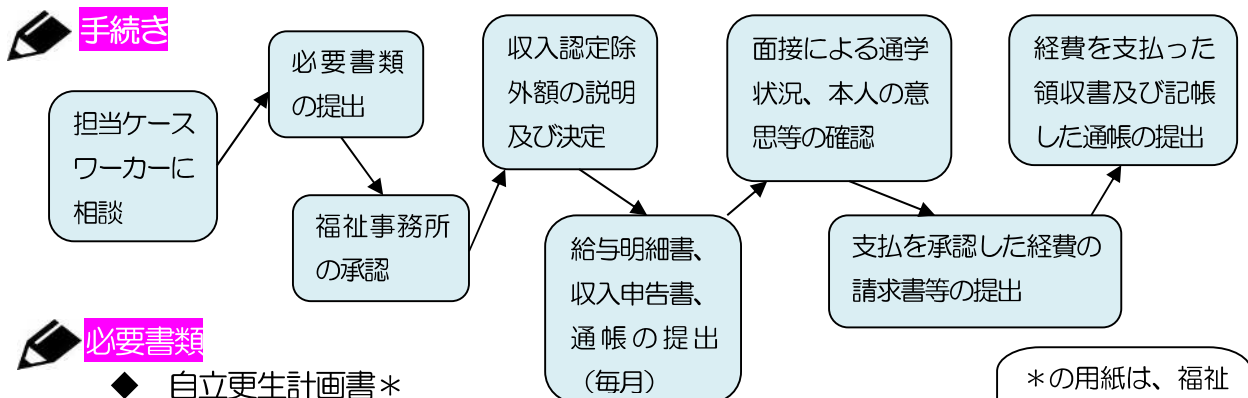 手続き
担当ケース
ワーカーに
相談
必要書類
の提出
福祉事務所
の承認
収入認定除
外額の説明
及び決定
給与明細書、
収入申告書、
通帳の提出
（毎月）
面接による通学
状況、本人の意
思等の確認
支払を承認した経費の
請求書等の提出
経費を支払った
領収書及び記帳
した通帳の提出
必要書類
◆ 自立更生計画書＊
＊の用紙は、福祉